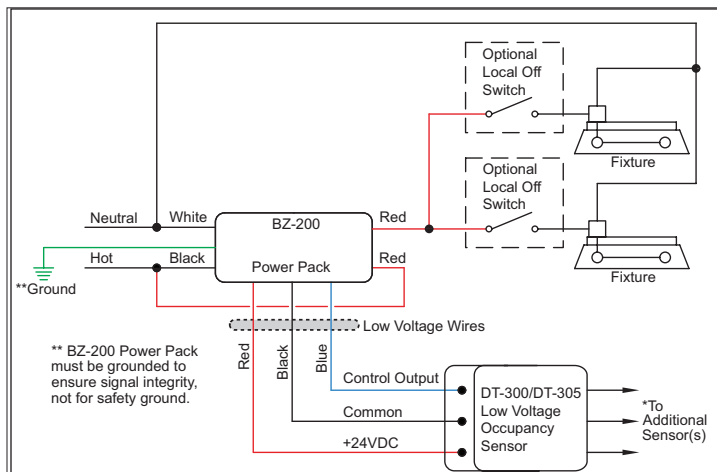 Optional
Local Off
Switch
Fixture
Optional
Local Off
Switch
Fixture
Neutral
White
BZ-200
Red
Hot
Black
Power Pack
Red
**Ground
Low Voltage Wires
** BZ-200 Power Pack
must be grounded to
ensure signal integrity,
not for safety ground.
Red
Black
Blue
Control Output
Common
+24VDC
DT-300/DT-305
Low Voltage
Occupancy
Sensor
*To
Additional
Sensor(s)